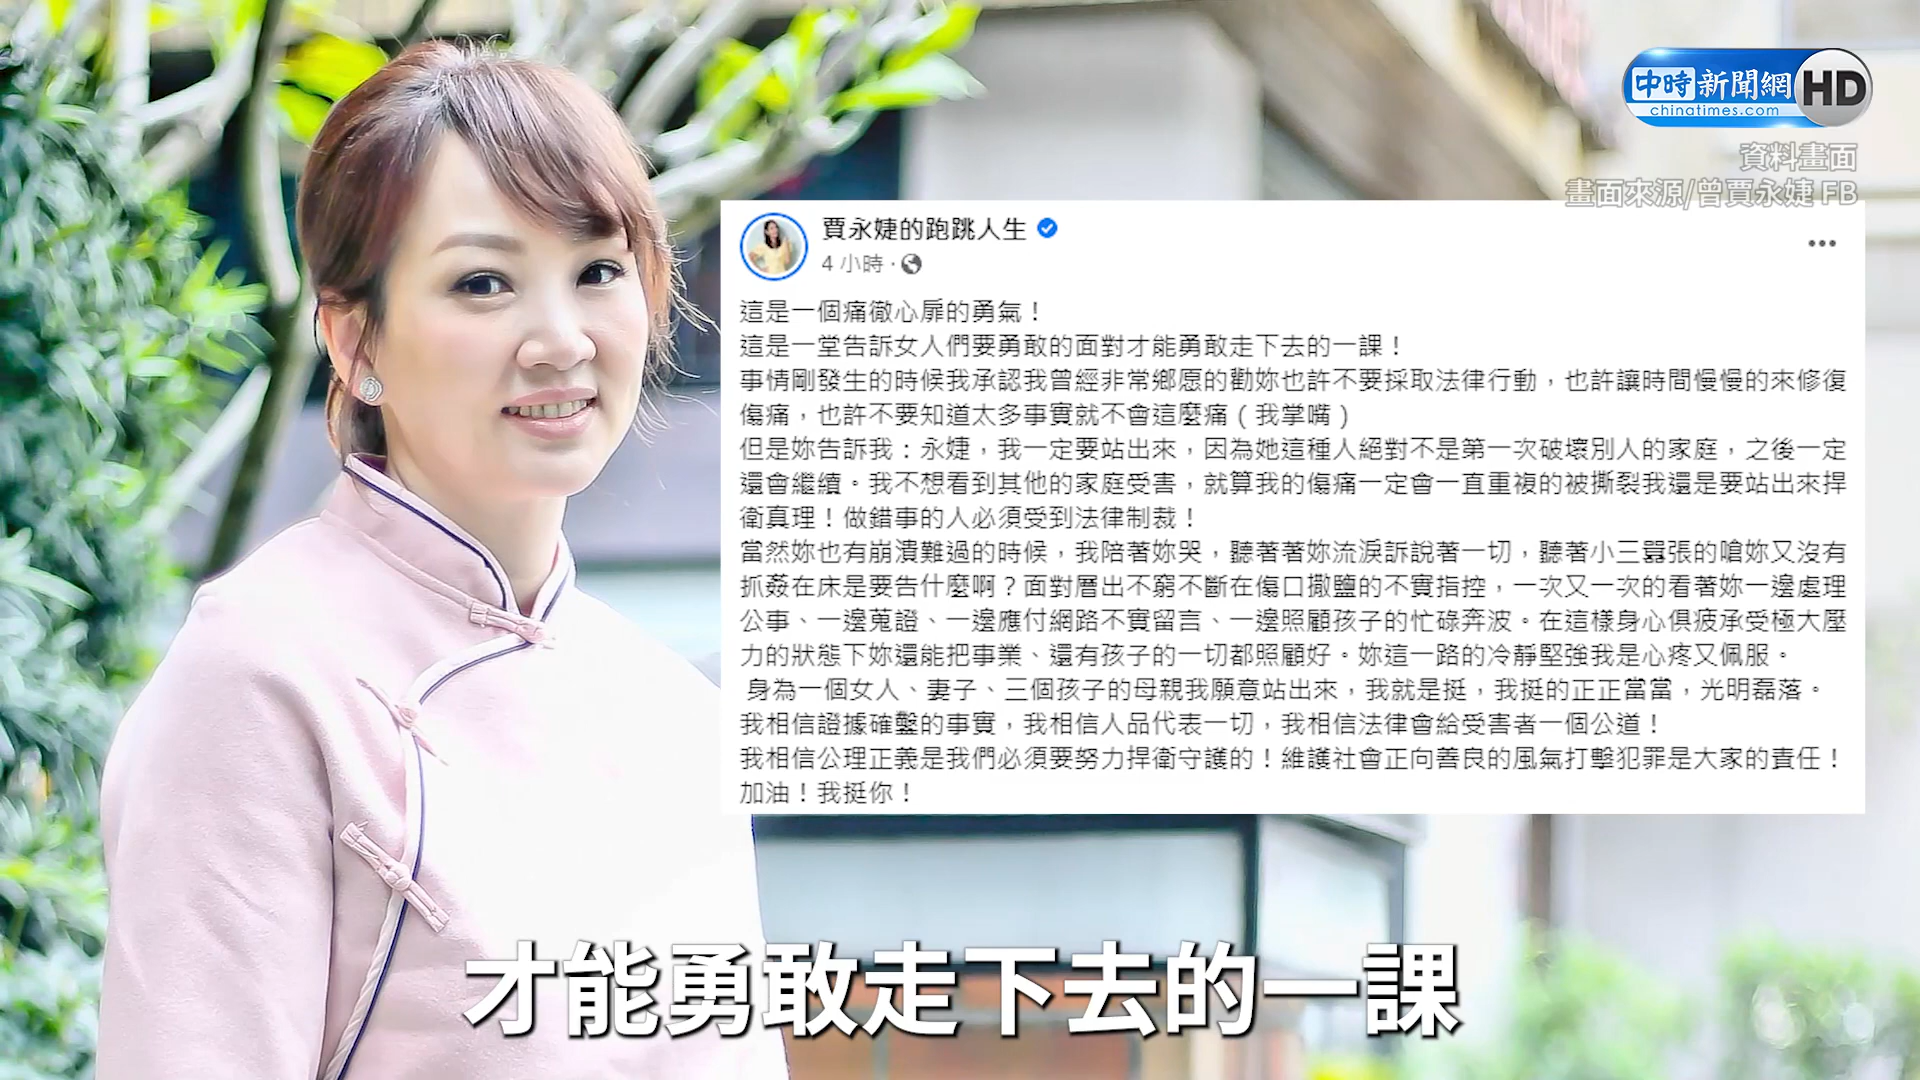 中時新聞網 HD
chinatimes.com
資料畫面
畫面來源/曾賈永婕 FB
賈永婕的跑跳人生
4 小時 ·
這是一個痛徹心扉的勇氣！
這是一堂告訴女人們要勇敢的面對才能勇敢走下去的一課！
事情剛發生的時候我承認我曾經非常鄉愿的勸妳也許不要採取法律行動，也許讓時間慢慢的來修復
傷痛，也許不要知道太多事實就不會這麼痛（我掌嘴）
但是妳告訴我：永婕，我一定要站出來，因為她這種人絕對不是第一次破壞別人的家庭，之後一定
還會繼續。我不想看到其他的家庭受害，就算我的傷痛一定會一直重複的被撕裂我還是要站出來捍
衛真理！做錯事的人必須受到法律制裁！
當然妳也有崩潰難過的時候，我陪著妳哭，聽著著妳流淚訴說著一切，聽著小三囂張的嗆妳又沒有
抓姦在床是要告什麼啊？面對層出不窮不斷在傷口撒鹽的不實指控，一次又一次的看著妳一邊處理
公事、一邊蒐證、一邊應付網路不實留言、一邊照顧孩子的忙碌奔波。在這樣身心俱疲承受極大壓
力的狀態下妳還能把事業、還有孩子的一切都照顧好。妳這一路的冷靜堅強我是心疼又佩服。
身為一個女人、妻子、三個孩子的母親我願意站出來，我就是挺，我挺的正正當當，光明磊落。
我相信證據確鑿的事實，我相信人品代表一切，我相信法律會給受害者一個公道！
我相信公理正義是我們必須要努力捍衛守護的！維護社會正向善良的風氣打擊犯罪是大家的責任！
加油！我挺你！
才能勇敢走下去的一課